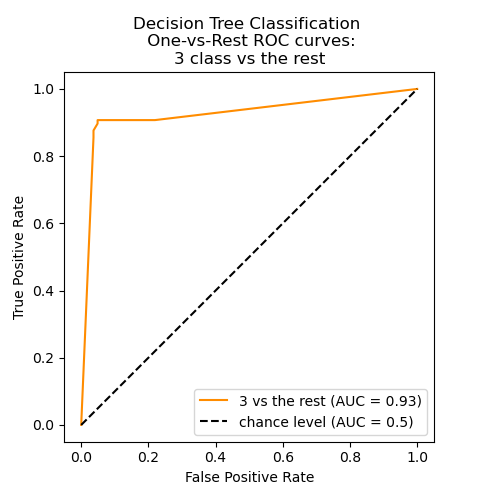 Decision Tree Classification
One-vs-Rest ROC curves:
3 class vs the rest
True Positive Rate
1.0
0.8
0.6
0.4
0.2
0.0
3 vs the rest (AUC = 0.93)
chance level (AUC = 0.5)
0.0 0.2 0.4 0.6 0.8 1.0
False Positive Rate